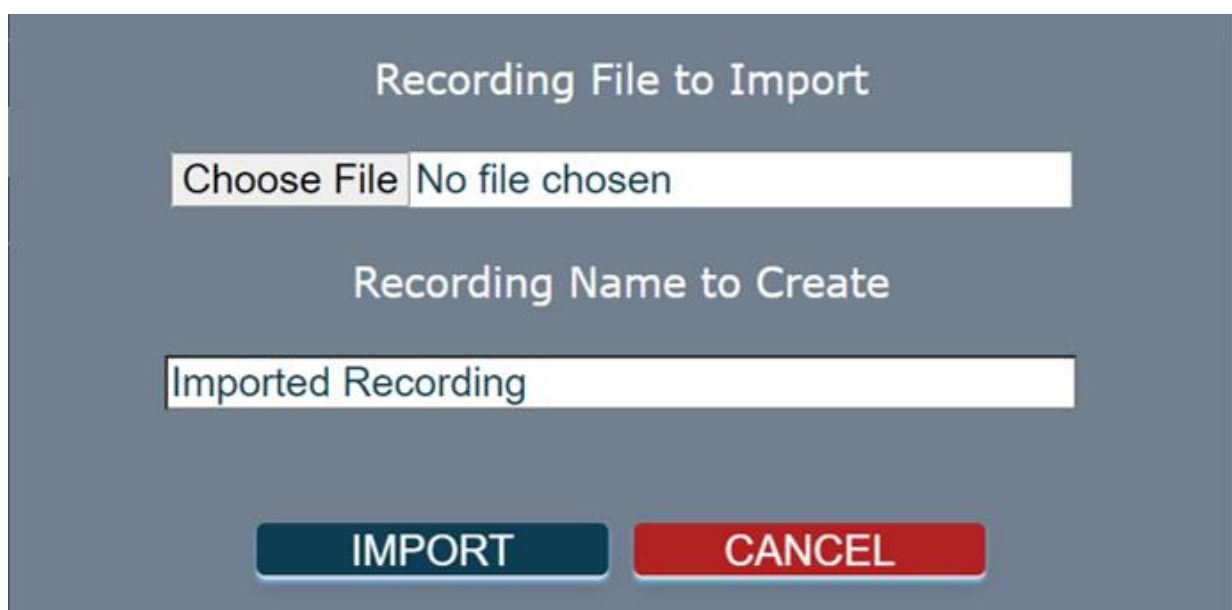 Recording File to Import
Choose File No file chosen
Recording Name to Create
Imported Recording
IMPORT CANCEL